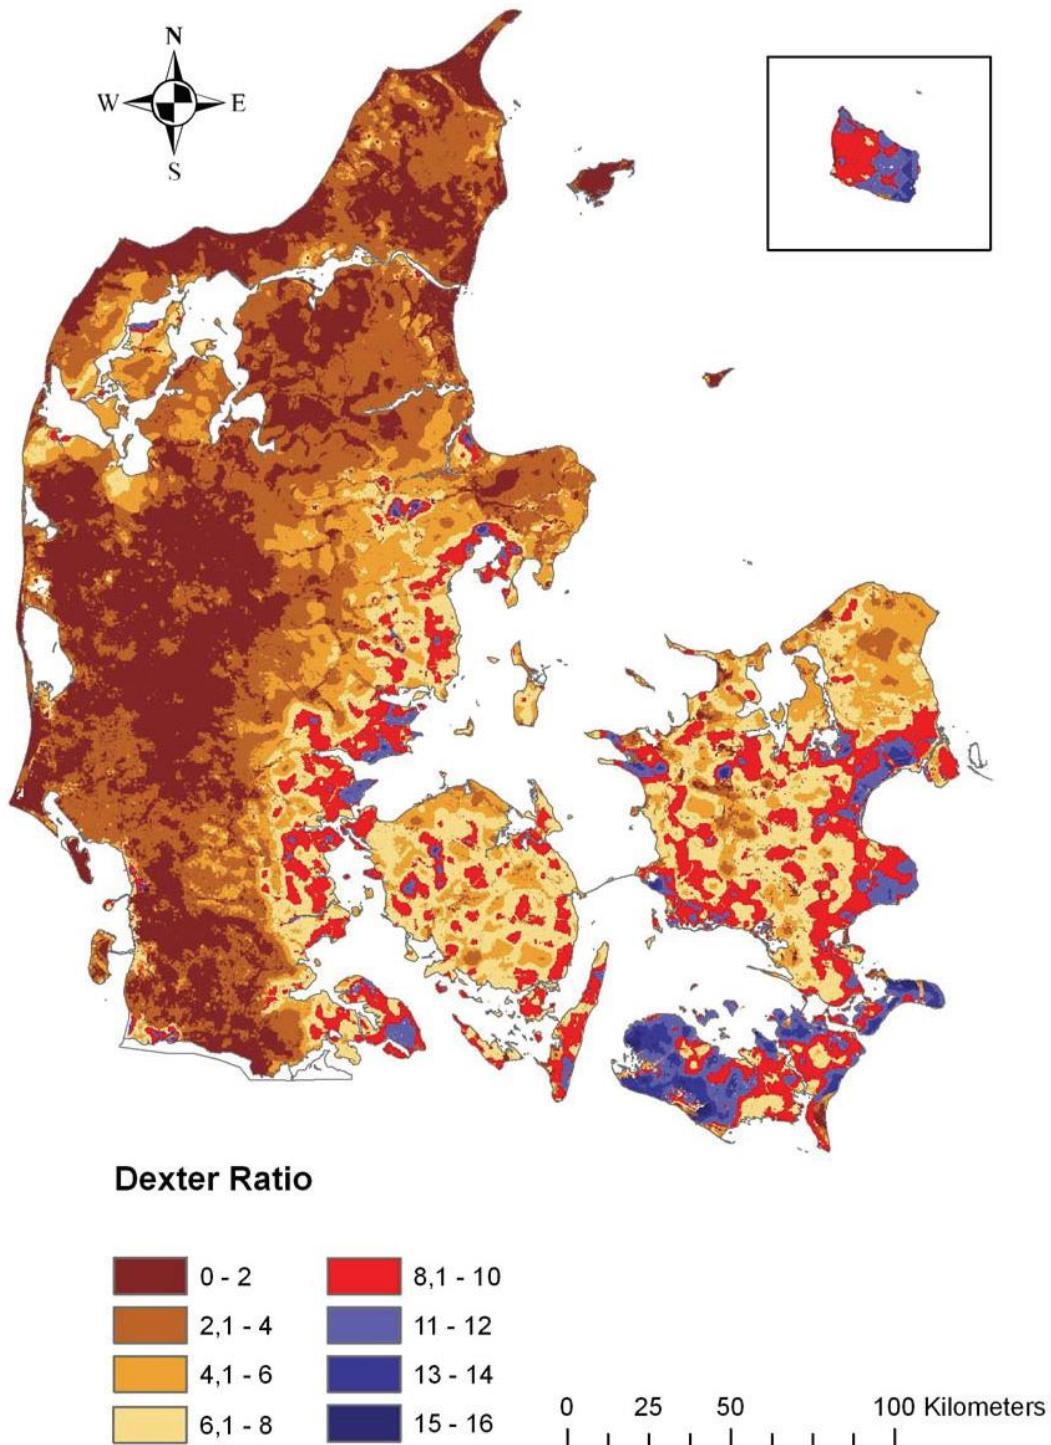 N
W E
S
Dexter Ratio
0 - 2
2,1 - 4
4,1 - 6
6,1 - 8
8,1 - 10
11 - 12
13 - 14
15 - 16
0 25 50 100 Kilometers